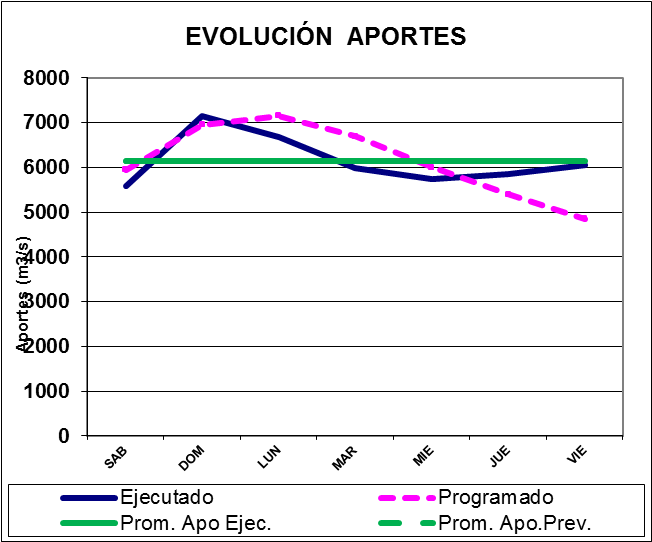 EVOLUCIÓN APORTES
Aportes (m3/s)
8000
7000
6000
5000
4000
3000
2000
1000
0
SAB DOM LUN MAR MIE JUE VIE
Ejecutado Programado
Prom. Apo Ejec. Prom. Apo.Prev.